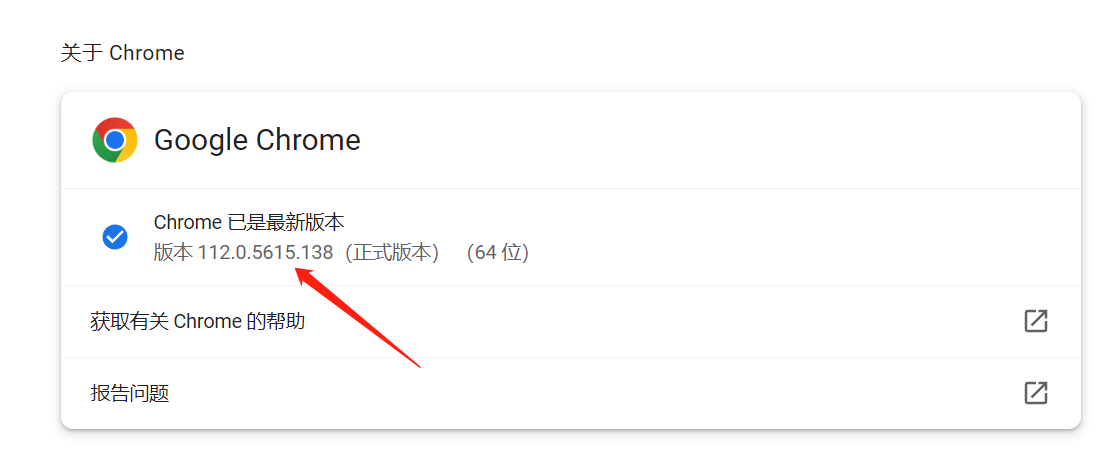 关于 Chrome
Google Chrome
Chrome 已是最新版本
版本 112.0.5615.138（正式版本） （64 位）
获取有关 Chrome 的帮助
报告问题